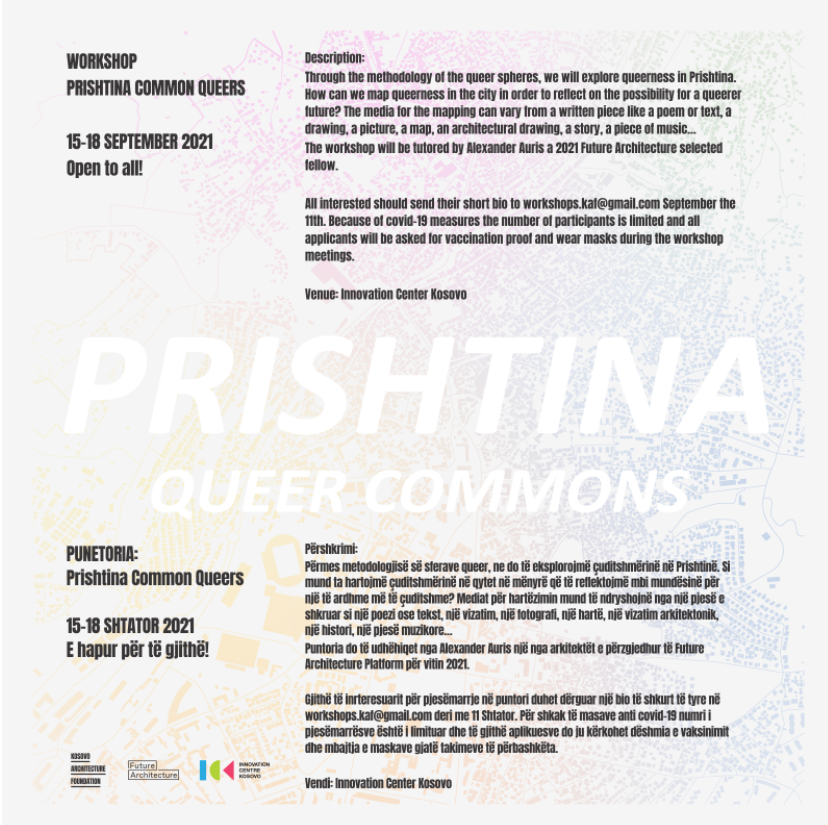 WORKSHOP
PRISHTINA COMMON QUEERS
15-18 SEPTEMBER 2021
Open to all!
Description:
Through the methodology of the queer spheres, we will explore queerness in Prishtina.
How can we map queerness in the city in order to reflect on the possibility for a queerer
future? The media for the mapping can vary from a written piece like a poem or text, a
drawing, a picture, a map, an architectural drawing, a story, a piece of music...
The workshop will be tutored by Alexander Auris a 2021 Future Architecture selected
fellow.
All interested should send their short bio to workshops.kaf@gmail.com September the
11th. Because of covid-19 measures the number of participants is limited and all
applicants will be asked for vaccination proof and wear masks during the workshop
meetings.
Venue: Innovation Center Kosovo
PRISHTINA
QUEER COMMONS
PUNETORIA:
Prishtina Common Queers
15-18 SHTATOR 2021
E hapur për të gjithë!
Përshkrimi:
Përmes metodologjisë së sferave queer, ne do të eksplorojmë çuditshmërinë në Prishtinë. Si
mund ta hartojmë çuditshmërinë në qytet në mënyrë që të reflektojmë mbi mundësinë për
një të ardhme më të çuditshme? Mediat për hartëzimin mund të ndryshojnë nga një pjesë e
shkruar si një poezi ose tekst, një vizatim, një fotografi, një hartë, një vizatim arkitektonik,
një histori, një pjesë muzikore...
Puntoria do të udhëhiqet nga Alexander Auris një nga arkitektët e përzgjedhur të Future
Architecture Platform për vitin 2021.
Gjithë të inrteresuarit për pjesëmarrje në puntori duhet dërguar një bio të shkurt të tyre në
workshops.kaf@gmail.com deri me 11 Shtator. Për shkak të masave anti covid-19 numri i
pjesëmarrësve është i limituar dhe të gjithë aplikuesve do ju kërkohet dëshmia e vaksinimit
dhe mbajtja e maskave gjatë takimeve të përbashkëta.
Vendi: Innovation Center Kosovo
KOSOVO
ARCHITECTURE
FOUNDATION
Future
Architecture
INNOVATION
CENTRE
KOSOVO